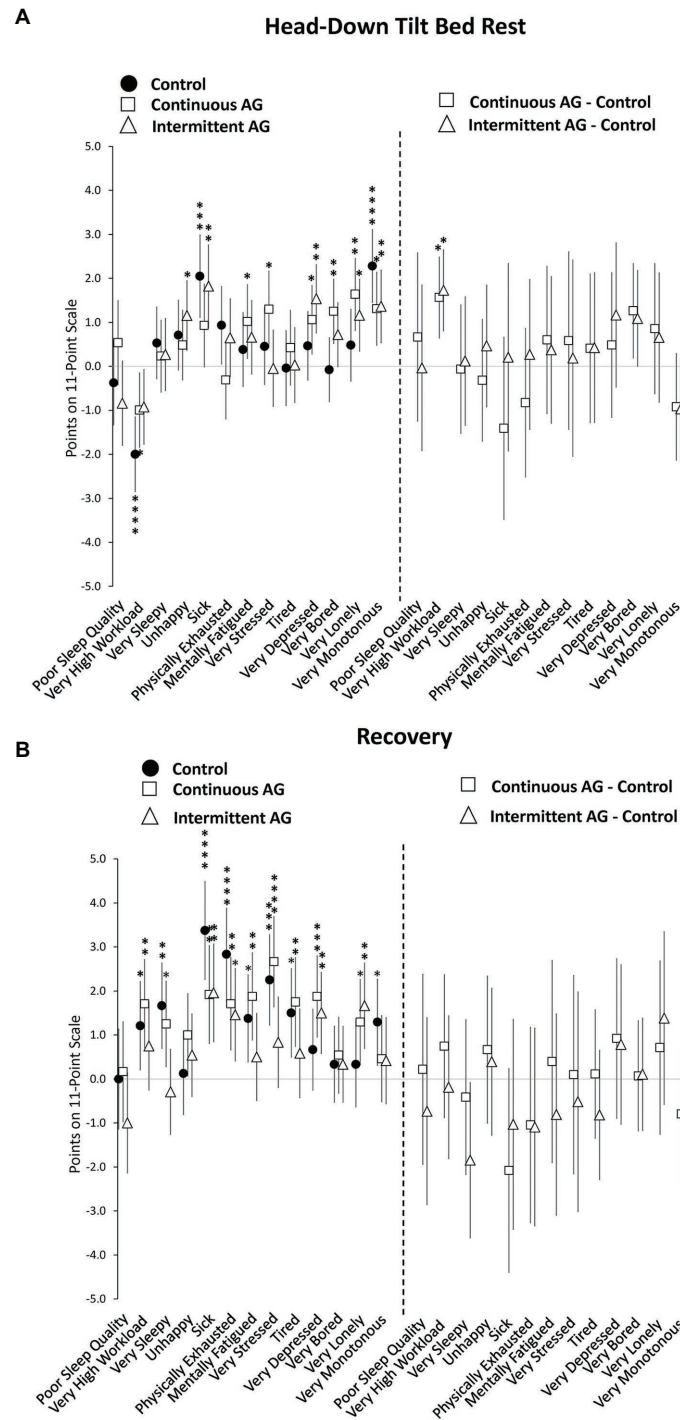 A
Head-Down Tilt Bed Rest
Control
Continuous AG
Intermittent AG
Continuous AG - Control
Intermittent AG - Control
5.0
4.0
3.0
2.0
1.0
0.0
-1.0
-2.0
-3.0
-4.0
-5.0
Points on 11-Point Scale
Poor Sleep Quality
Very High Workload
Very Sleepy
Unhappy
Sick
Physically Exhausted
Mentally Fatigued
Very Stressed
Tired
Very Depressed
Very Bored
Very Lonely
Very Monotonous
Poor Sleep Quality
Very High Workload
Very Sleepy
Unhappy
Sick
Physically Exhausted
Mentally Fatigued
Very Stressed
Tired
Very Depressed
Very Bored
Very Lonely
Very Monotonous
B
Recovery
Control
Continuous AG
Intermittent AG
Continuous AG - Control
Intermittent AG - Control
5.0
4.0
3.0
2.0
1.0
0.0
-1.0
-2.0
-3.0
-4.0
-5.0
Points on 11-Point Scale
Poor Sleep Quality
Very High Workload
Very Sleepy
Unhappy
Sick
Physically Exhausted
Mentally Fatigued
Very Stressed
Tired
Very Depressed
Very Bored
Very Lonely
Very Monotonous
Poor Sleep Quality
Very High Workload
Very Sleepy
Unhappy
Sick
Physically Exhausted
Mentally Fatigued
Very Stressed
Tired
Very Depressed
Very Bored
Very Lonely
Very Monotonous